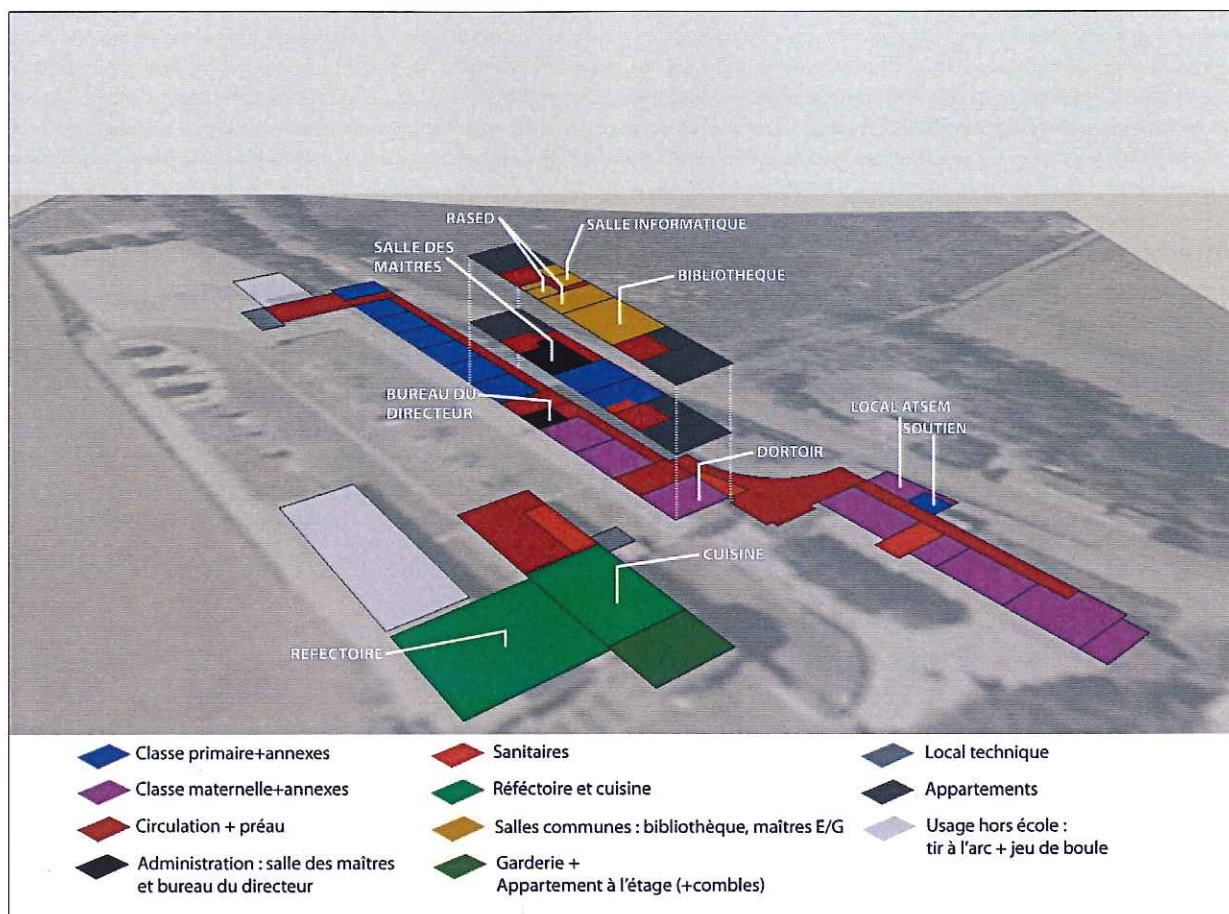 RASED
SALLE INFORMATIQUE
SALLE DES
MAITRES
BIBLIOTHEQUE
BUREAU DU
DIRECTEUR
LOCAL ATSEM
SOUTIEN
DORTOIR
CUISINE
REFECTOIRE
Classe primaire+annexes
Classe maternelle+annexes
Circulation + préau
Administration : salle des maîtres
et bureau du directeur
Sanitaires
Réféctoire et cuisine
Salles communes : bibliothèque, maîtres E/G
Garderie +
Appartement à l'étage (+combles)
Local technique
Appartements
Usage hors école :
tir à l'arc + jeu de boule